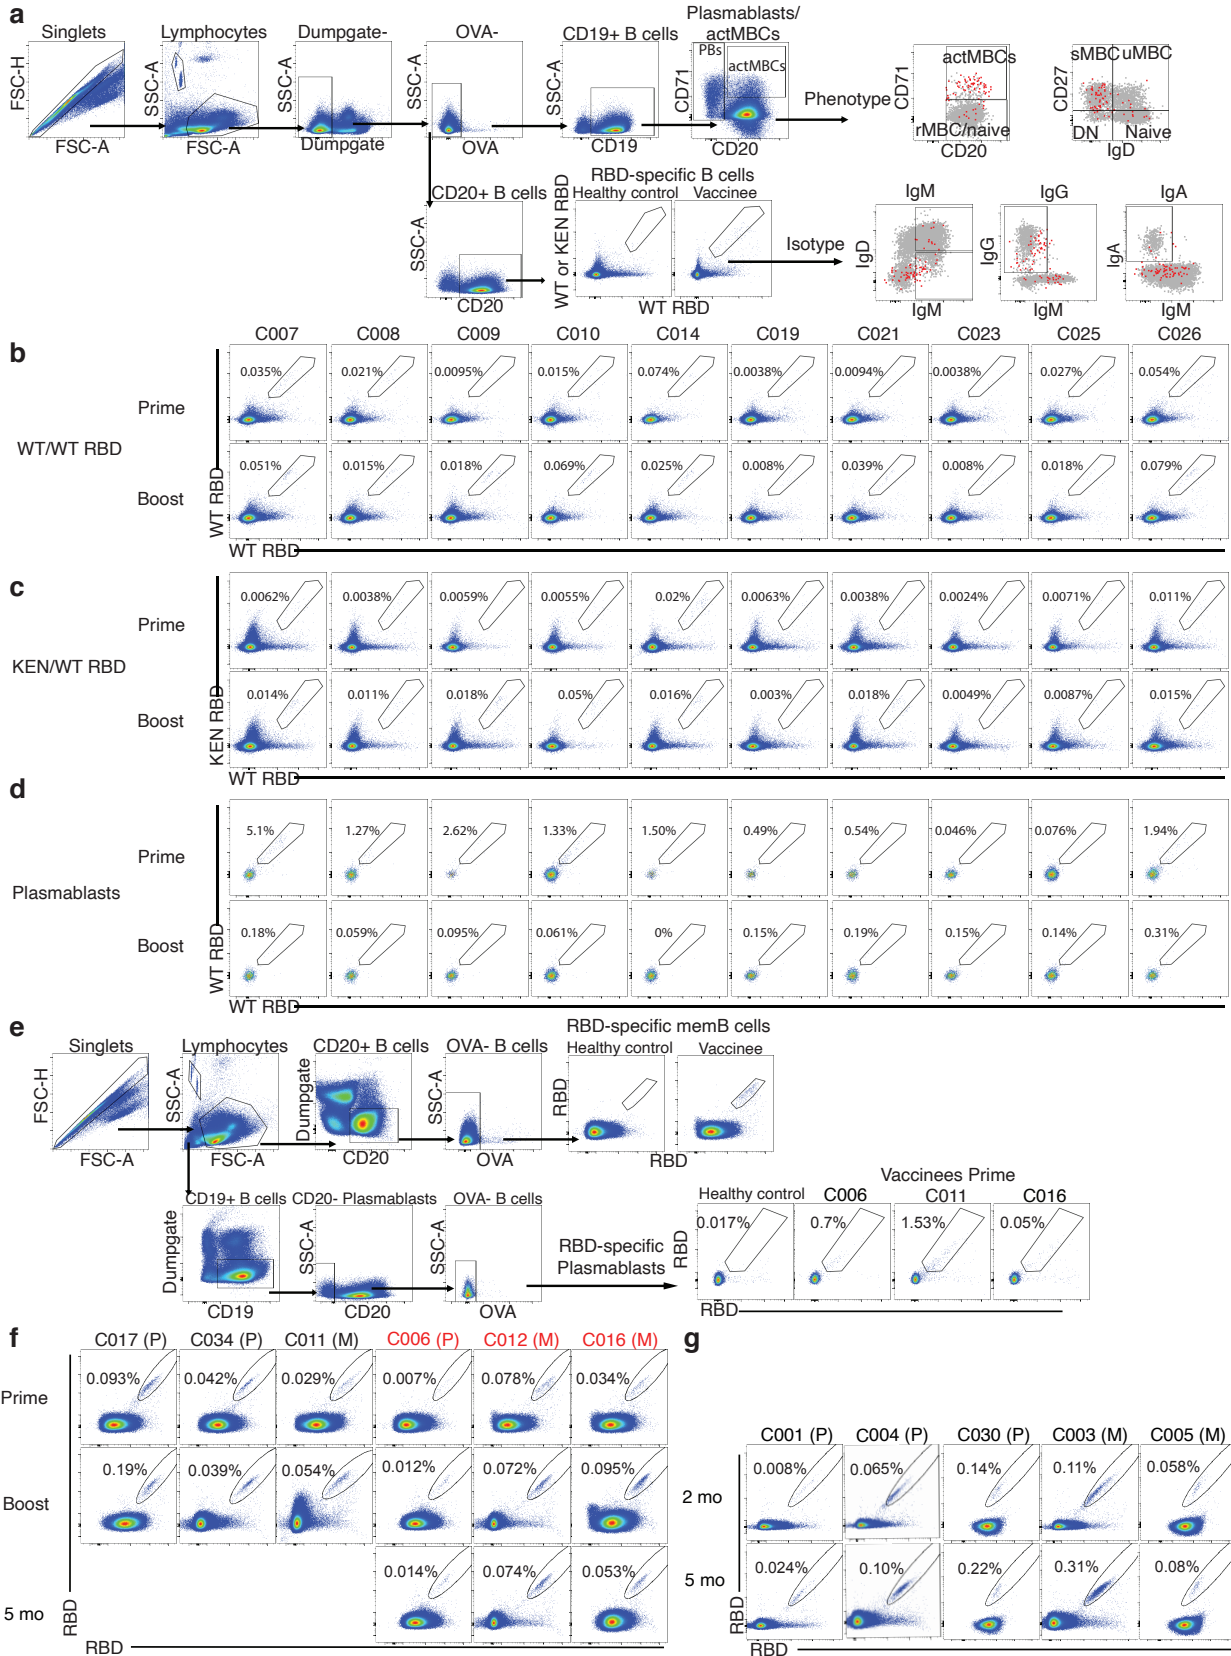 a
Singlets
Lymphocytes
Dumpgate-
OVA-
CD19+ B cells
Plasmablasts/
actMBCs
FSC-H
FSC-A
SSC-A
FSC-A
SSC-A
Dumpgate
SSC-A
OVA
SSC-A
CD19
CD71
PBs
actMBCs
CD20
Phenotype
CD71
actMBCs
rMBC/naive
CD20
CD27
sMBC
uMBC
DN
Naive
IgD
CD20+ B cells
SSC-A
CD20
RBD-specific B cells
Healthy control
Vaccinee
WT or KEN RBD
WT RBD
Isotype
IgM
IgG
IgA
IgD
IgM
IgG
IgM
IgA
IgM
b
C007 C008 C009 C010 C014 C019 C021 C023 C025 C026
WT/WT RBD
Prime
0.035% 0.021% 0.0095% 0.015% 0.074% 0.0038% 0.0094% 0.0038% 0.027% 0.054%
Boost
0.051% 0.015% 0.018% 0.069% 0.025% 0.008% 0.039% 0.008% 0.018% 0.079%
WT RBD
WT RBD
c
KEN/WT RBD
Prime
0.0062% 0.0038% 0.0059% 0.0055% 0.02% 0.0063% 0.0038% 0.0024% 0.0071% 0.011%
Boost
0.014% 0.011% 0.018% 0.05% 0.016% 0.003% 0.018% 0.0049% 0.0087% 0.015%
KEN RBD
WT RBD
d
Plasmablasts
Prime
5.1% 1.27% 2.62% 1.33% 1.50% 0.49% 0.54% 0.046% 0.076% 1.94%
Boost
0.18% 0.059% 0.095% 0.061% 0% 0.15% 0.19% 0.15% 0.14% 0.31%
WT RBD
WT RBD
e
Singlets
Lymphocytes
CD20+ B cells
OVA- B cells
RBD-specific memB cells
Healthy control
Vaccinee
FSC-H
FSC-A
SSC-A
FSC-A
Dumpgate
CD20
SSC-A
OVA
RBD
RBD
CD19+ B cells
CD20- Plasmablasts
OVA- B cells
Dumpgate
CD19
SSC-A
CD20
SSC-A
OVA
RBD-specific
Plasmablasts
Vaccinees Prime
Healthy control C006 C011 C016
0.017% 0.7% 1.53% 0.05%
RBD
RBD
f
C017 (P) C034 (P) C011 (M) C006 (P) C012 (M) C016 (M)
Prime
0.093% 0.042% 0.029% 0.007% 0.078% 0.034%
Boost
0.19% 0.039% 0.054% 0.012% 0.072% 0.095%
5 mo
0.014% 0.074% 0.053%
RBD
RBD
g
C001 (P) C004 (P) C030 (P) C003 (M) C005 (M)
2 mo
0.008% 0.065% 0.14% 0.11% 0.058%
5 mo
0.024% 0.10% 0.22% 0.31% 0.08%
RBD
RBD